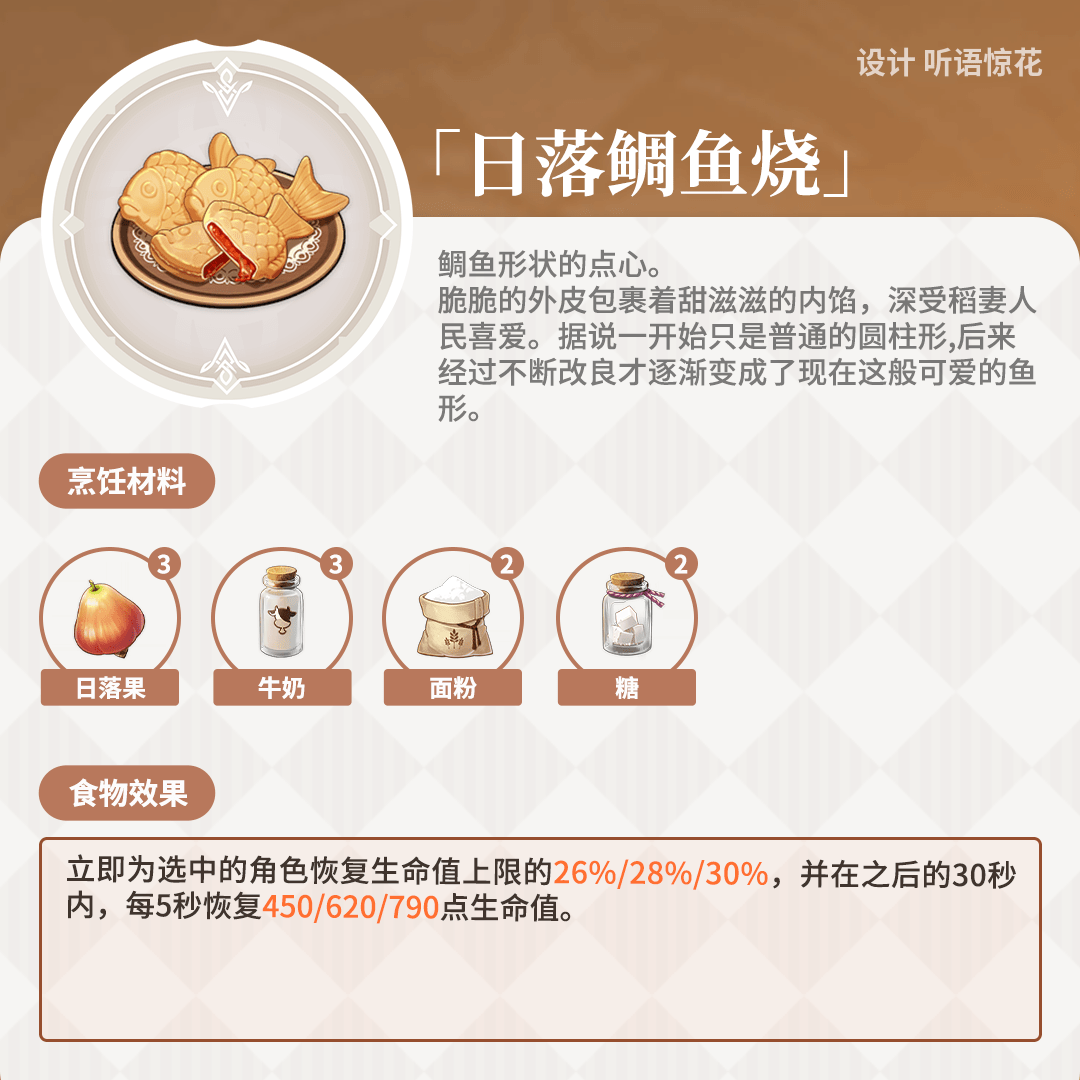 设计 听语惊花
「日落鲷鱼烧」
鲷鱼形状的点心。
脆脆的外皮包裹着甜滋滋的内馅，深受稻妻人
民喜爱。据说一开始只是普通的圆柱形,后来
经过不断改良才逐渐变成了现在这般可爱的鱼
形。
烹饪材料
3
3
2
2
日落果
牛奶
面粉
糖
食物效果
立即为选中的角色恢复生命值上限的26%/28%/30%，并在之后的30秒
内，每5秒恢复450/620/790点生命值。